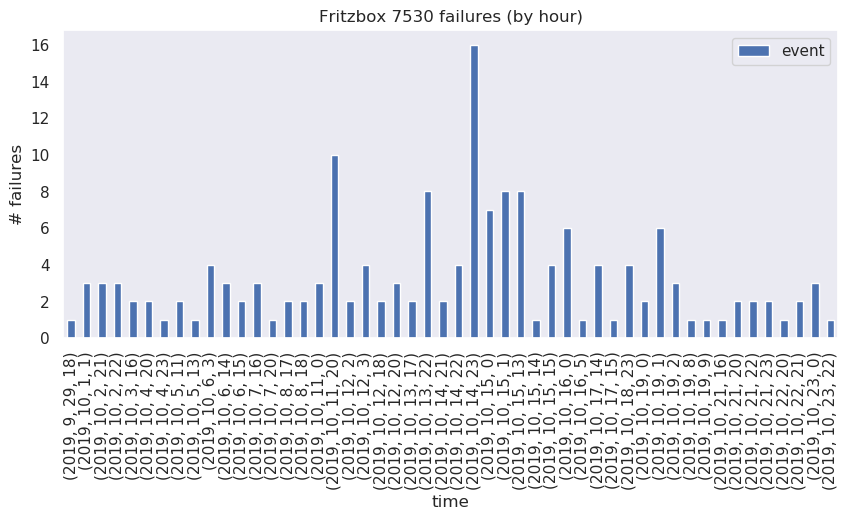 Fritzbox 7530 failures (by hour)
event
# failures
16
14
12
10
8
6
4
2
0
(2019, 9, 29, 18)
(2019, 10, 1, 1)
(2019, 10, 2, 21)
(2019, 10, 2, 22)
(2019, 10, 3, 16)
(2019, 10, 4, 20)
(2019, 10, 4, 23)
(2019, 10, 5, 11)
(2019, 10, 5, 13)
(2019, 10, 6, 3)
(2019, 10, 6, 14)
(2019, 10, 6, 15)
(2019, 10, 7, 16)
(2019, 10, 7, 20)
(2019, 10, 8, 17)
(2019, 10, 8, 18)
(2019, 10, 11, 0)
(2019, 10, 11, 20)
(2019, 10, 12, 2)
(2019, 10, 12, 3)
(2019, 10, 12, 18)
(2019, 10, 12, 20)
(2019, 10, 13, 17)
(2019, 10, 13, 22)
(2019, 10, 14, 21)
(2019, 10, 14, 22)
(2019, 10, 14, 23)
(2019, 10, 15, 0)
(2019, 10, 15, 1)
(2019, 10, 15, 13)
(2019, 10, 15, 14)
(2019, 10, 15, 15)
(2019, 10, 16, 0)
(2019, 10, 16, 5)
(2019, 10, 17, 14)
(2019, 10, 17, 15)
(2019, 10, 18, 23)
(2019, 10, 19, 0)
(2019, 10, 19, 1)
(2019, 10, 19, 2)
(2019, 10, 19, 8)
(2019, 10, 19, 9)
(2019, 10, 21, 16)
(2019, 10, 21, 20)
(2019, 10, 21, 22)
(2019, 10, 21, 23)
(2019, 10, 22, 20)
(2019, 10, 22, 21)
(2019, 10, 23, 0)
(2019, 10, 23, 22)
time